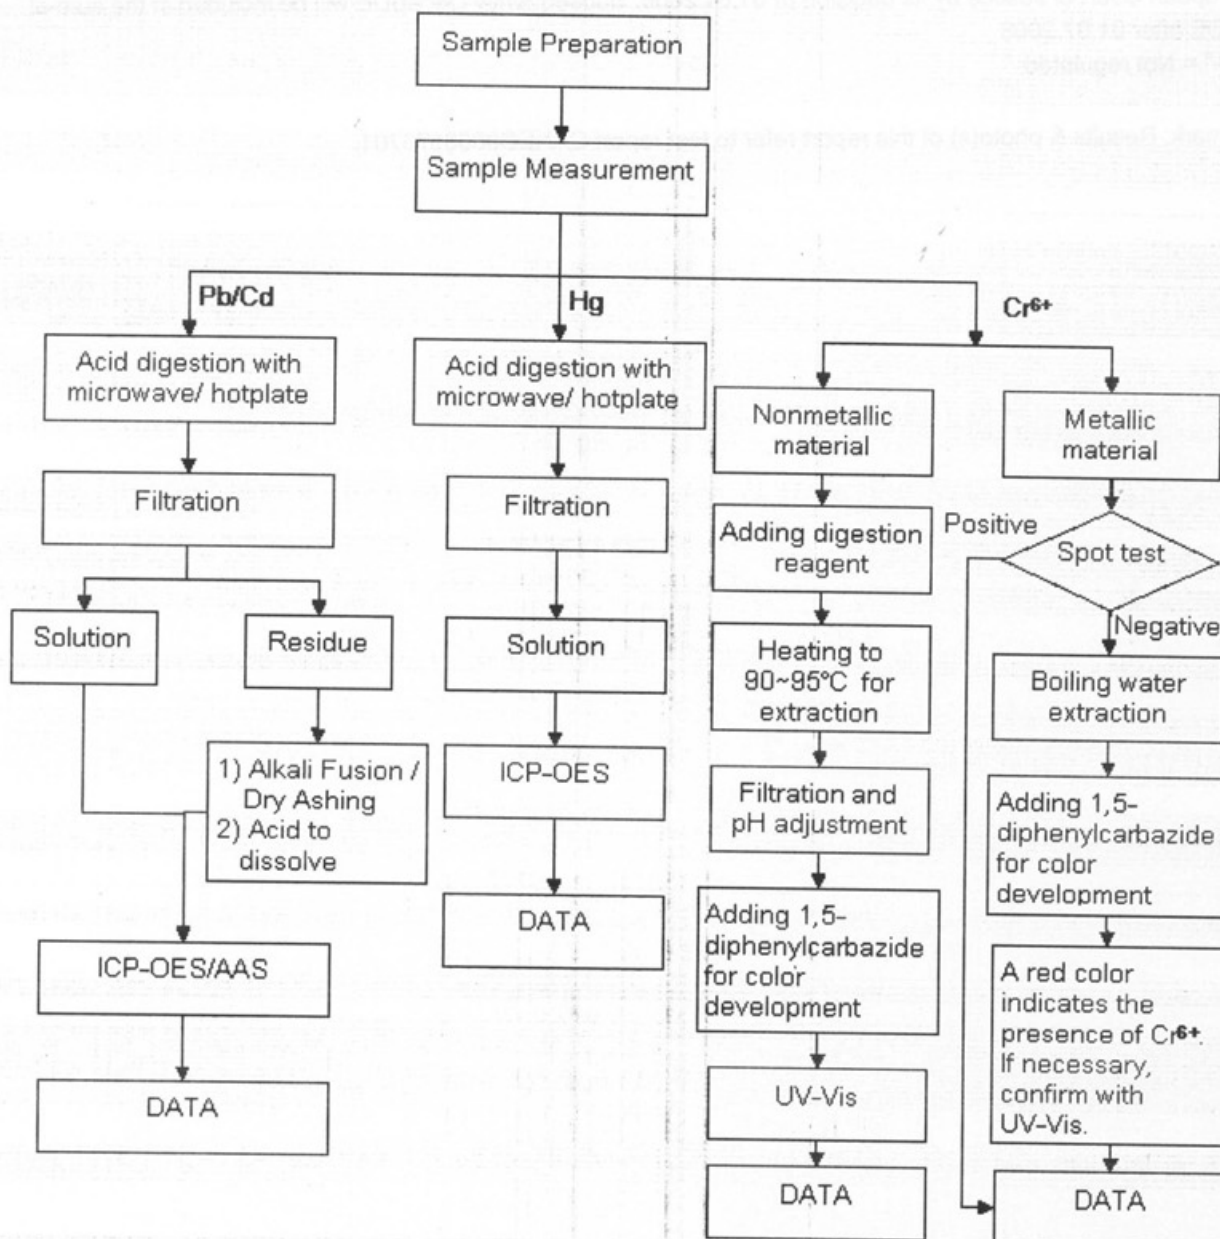 Sample Preparation
Sample Measurement
Pb/Cd
Hg
Cr⁶⁺
Acid digestion with
microwave/ hotplate
Acid digestion with
microwave/ hotplate
Nonmetallic
material
Metallic
material
Filtration
Filtration
Adding digestion
reagent
Positive
Spot test
Negative
Solution
Residue
Solution
Heating to
90~95°C for
extraction
Boiling water
extraction
1) Alkali Fusion /
Dry Ashing
2) Acid to
dissolve
ICP-OES
Filtration and
pH adjustment
Adding 1,5-
diphenylcarbazide
for color
development
DATA
Adding 1,5-
diphenylcarbazide
for color
development
ICP-OES/AAS
A red color
indicates the
presence of Cr⁶⁺.
If necessary,
confirm with
UV-Vis.
DATA
UV-Vis
DATA
DATA